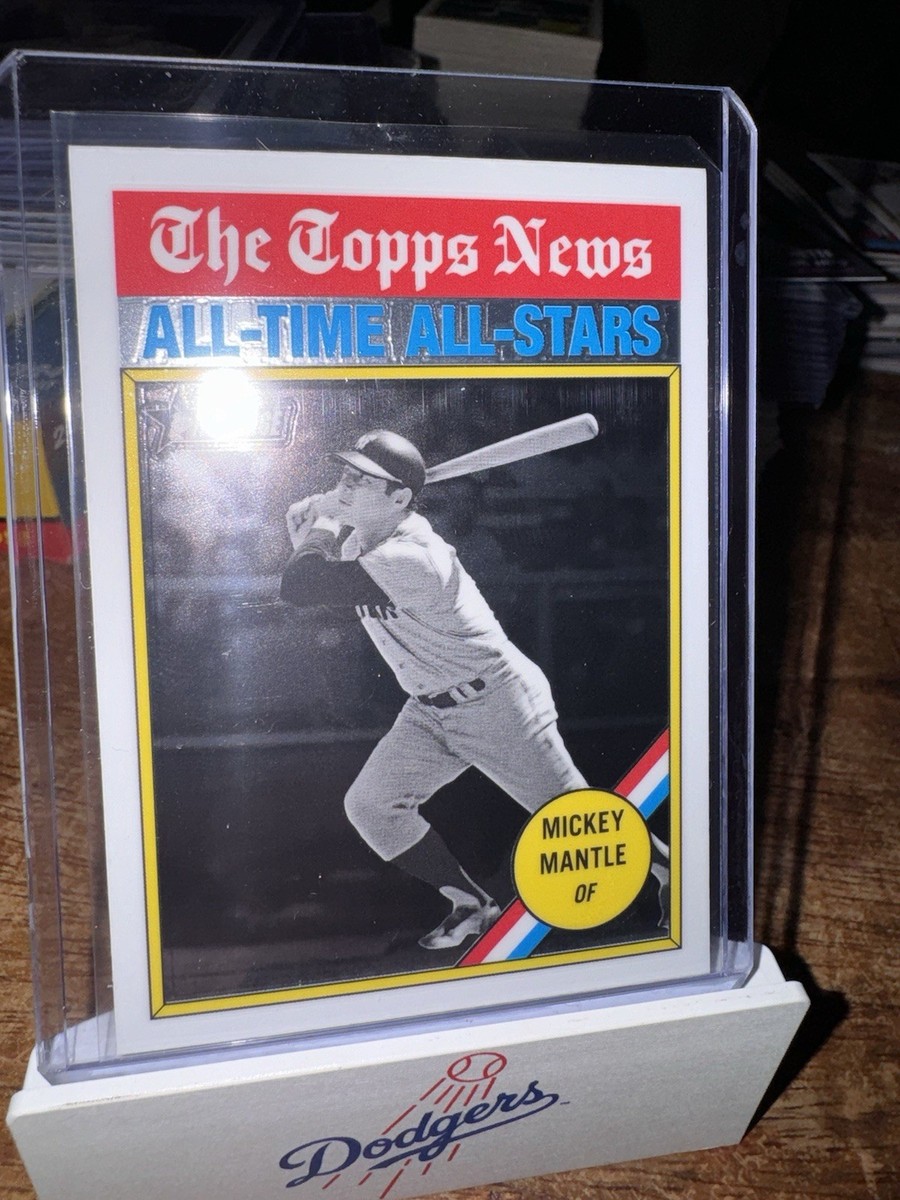 The Topps News
ALL-TIME ALL-STARS
MICKEY
MANTLE
OF
Dodgers